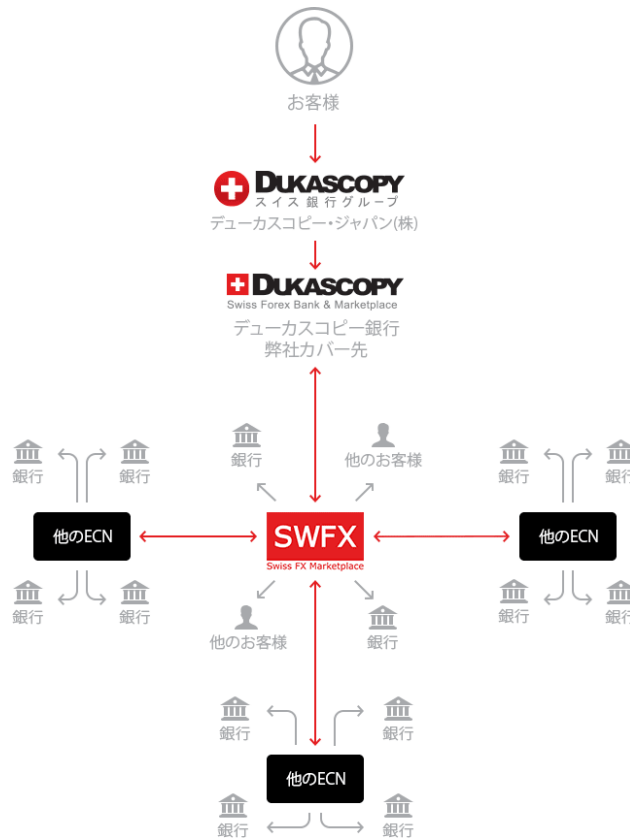 お客様
DUKASCOPY
スイス銀行グループ
デューカスコピー・ジャパン(株)
DUKASCOPY
Swiss Forex Bank & Marketplace
デューカスコピー銀行
弊社カバー先
銀行
銀行
銀行
他のお客様
銀行
銀行
他のECN
SWFX
Swiss FX Marketplace
他のECN
銀行
銀行
他のお客様
銀行
銀行
銀行
銀行
銀行
他のECN
銀行
銀行